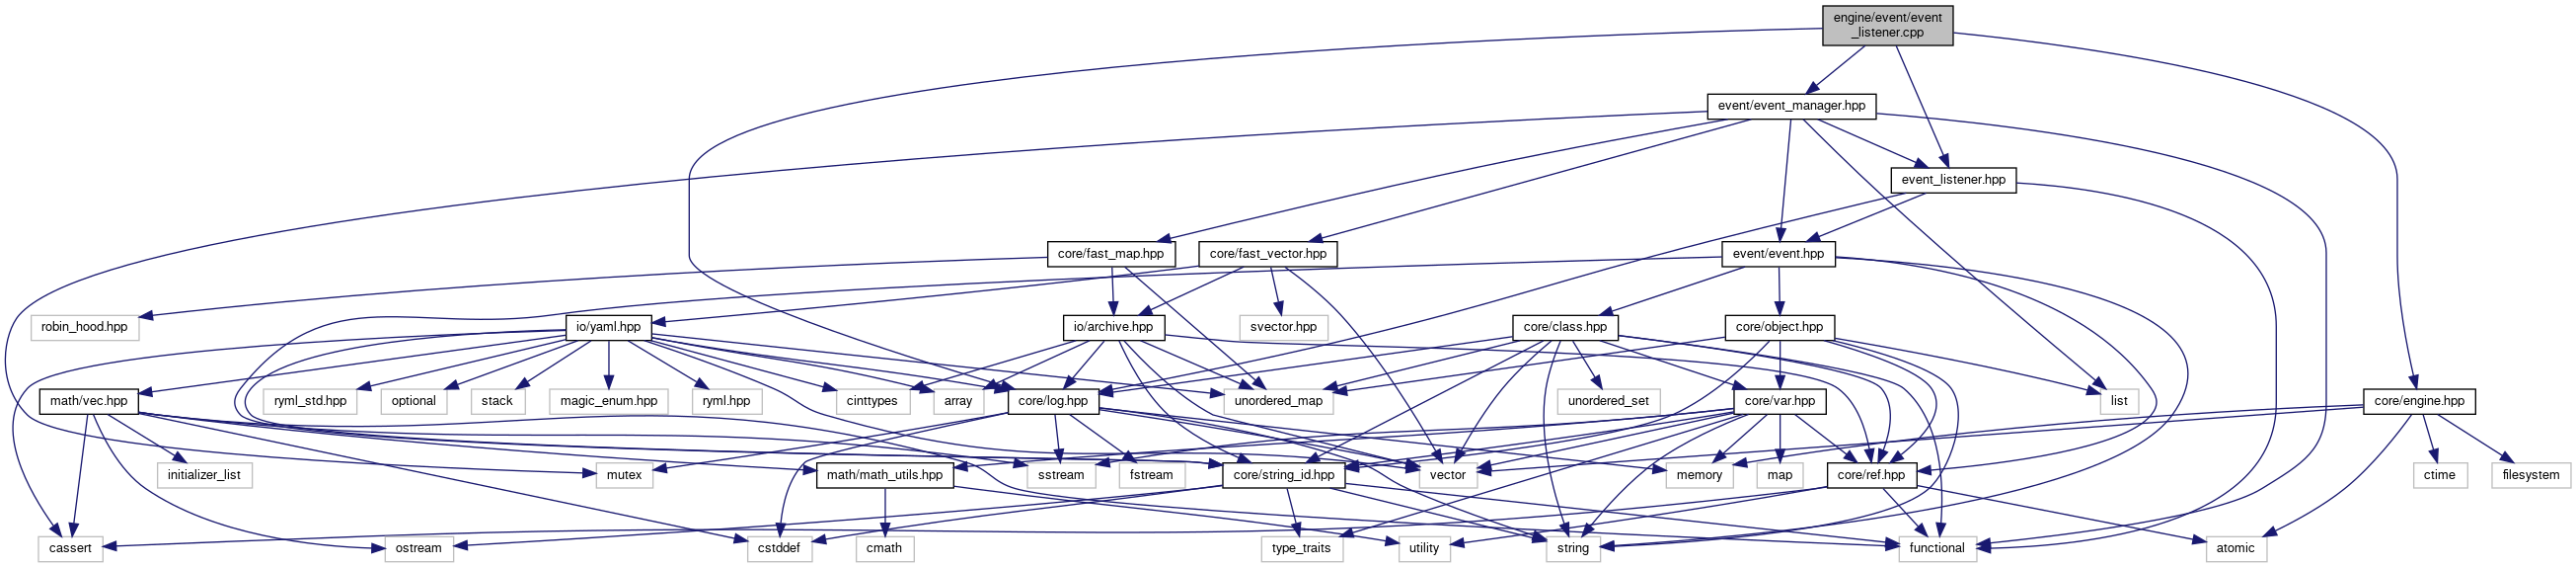 engine/event/event
_listener.cpp
event/event_manager.hpp
event_listener.hpp
core/fast_map.hpp
core/fast_vector.hpp
event/event.hpp
robin_hood.hpp
io/yaml.hpp
io/archive.hpp
svector.hpp
core/class.hpp
core/object.hpp
math/vec.hpp
ryml_std.hpp
optional
stack
magic_enum.hpp
ryml.hpp
cinttypes
array
core/log.hpp
unordered_map
unordered_set
core/var.hpp
list
core/engine.hpp
initializer_list
mutex
math/math_utils.hpp
sstream
fstream
core/string_id.hpp
vector
memory
map
core/ref.hpp
ctime
filesystem
cassert
ostream
cstddef
cmath
type_traits
utility
string
functional
atomic